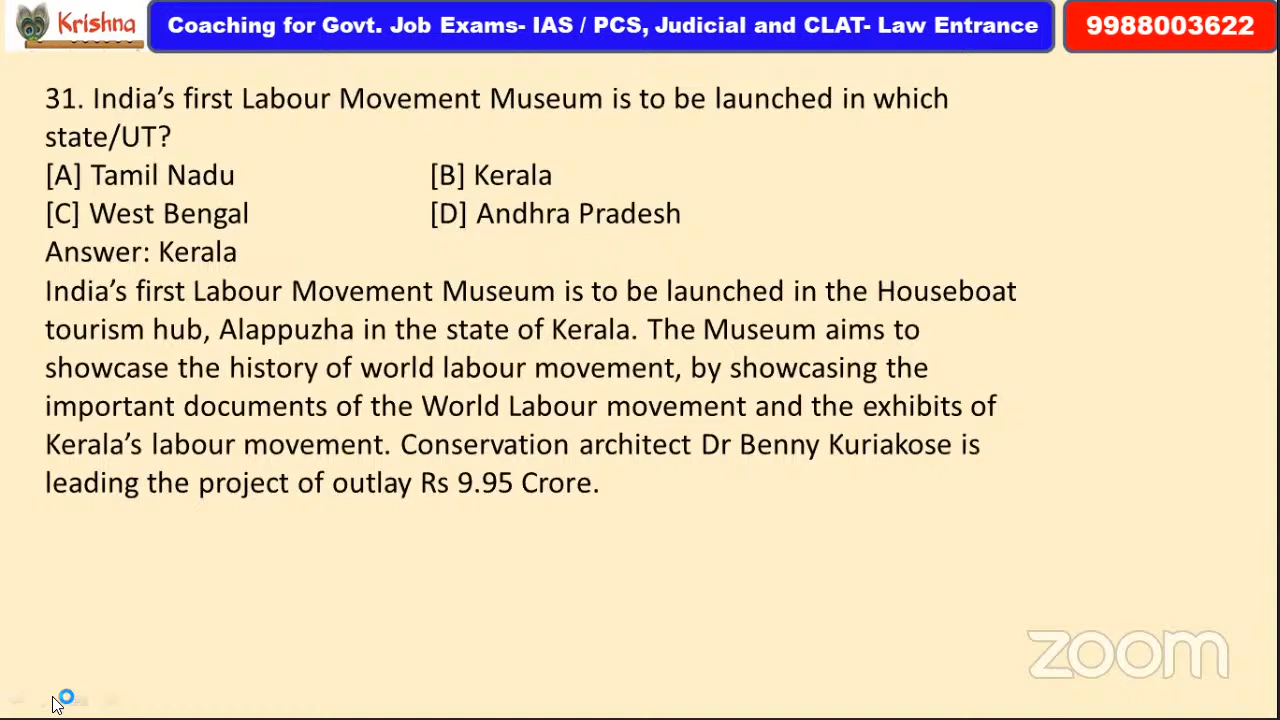 Krishna
Coaching for Govt. Job Exams- IAS / PCS, Judicial and CLAT- Law Entrance
9988003622
31. India’s first Labour Movement Museum is to be launched in which
state/UT?
[A] Tamil Nadu [B] Kerala
[C] West Bengal [D] Andhra Pradesh
Answer: Kerala
India’s first Labour Movement Museum is to be launched in the Houseboat
tourism hub, Alappuzha in the state of Kerala. The Museum aims to
showcase the history of world labour movement, by showcasing the
important documents of the World Labour movement and the exhibits of
Kerala’s labour movement. Conservation architect Dr Benny Kuriakose is
leading the project of outlay Rs 9.95 Crore.
zoom